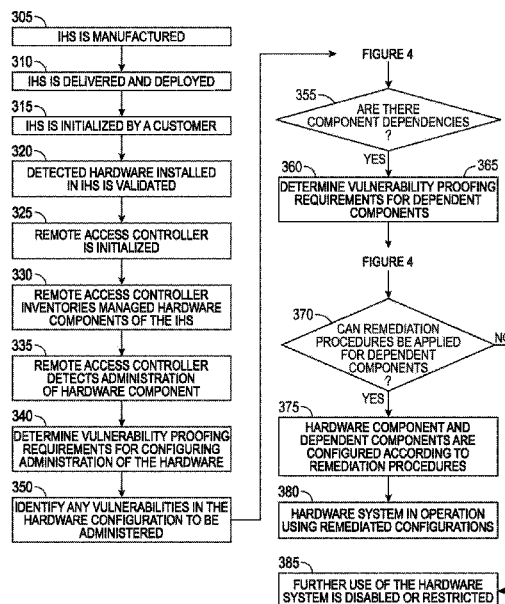 305
IHS IS MANUFACTURED
310
IHS IS DELIVERED AND DEPLOYED
315
IHS IS INITIALIZED BY A CUSTOMER
320
DETECTED HARDWARE INSTALLED
IN IHS IS VALIDATED
325
REMOTE ACCESS CONTROLLER
IS INITIALIZED
330
REMOTE ACCESS CONTROLLER
INVENTORIES MANAGED HARDWARE
COMPONENTS OF THE IHS
335
REMOTE ACCESS CONTROLLER
DETECTS ADMINISTRATION
OF HARDWARE COMPONENT
340
DETERMINE VULNERABILITY PROOFING
REQUIREMENTS FOR CONFIGURING
ADMINISTRATION OF THE HARDWARE
350
IDENTIFY ANY VULNERABILITIES IN THE
HARDWARE CONFIGURATION TO BE
ADMINISTERED
FIGURE 4
355
ARE THERE
COMPONENT DEPENDENCIES
?
YES
360
365
DETERMINE VULNERABILITY PROOFING
REQUIREMENTS FOR DEPENDENT
COMPONENTS
FIGURE 4
370
CAN REMEDIATION
PROCEDURES BE APPLIED
FOR DEPENDENT
COMPONENTS
?
NO
YES
375
HARDWARE COMPONENT AND
DEPENDENT COMPONENTS ARE
CONFIGURED ACCORDING TO
REMEDIATION PROCEDURES
380
HARDWARE SYSTEM IN OPERATION
USING REMEDIATED CONFIGURATIONS
385
FURTHER USE OF THE HARDWARE
SYSTEM IS DISABLED OR RESTRICTED